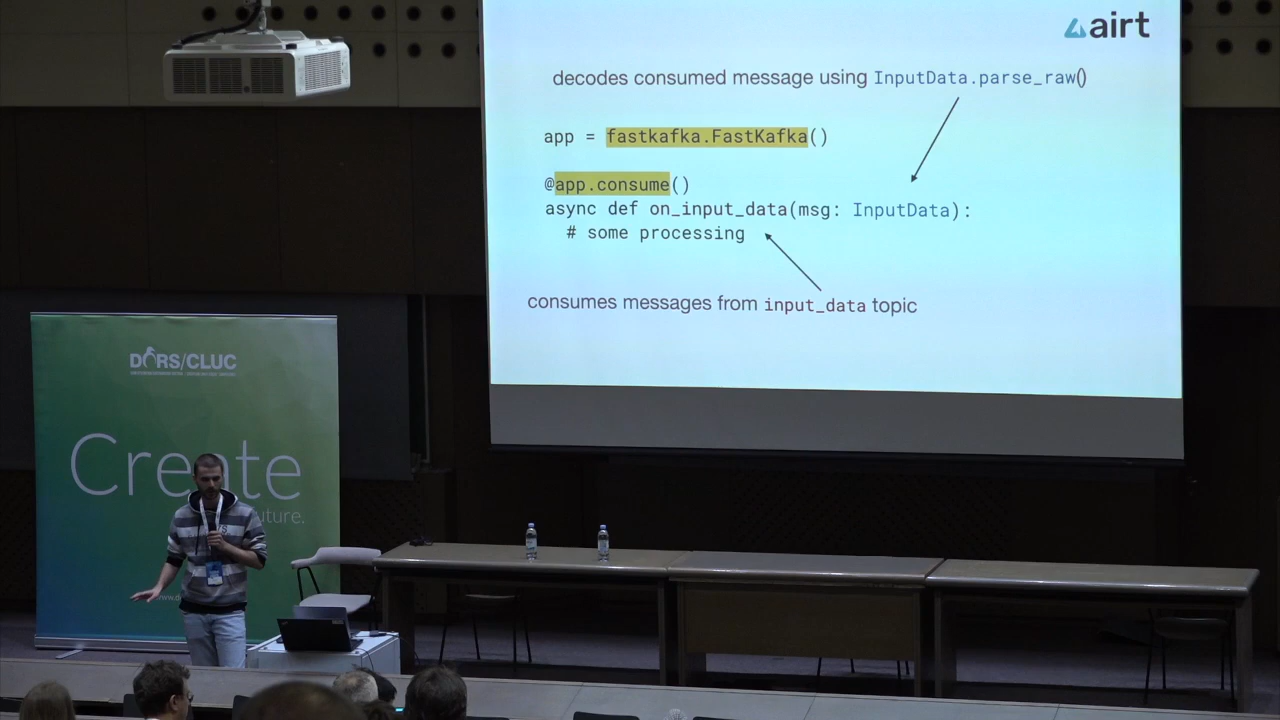 airt
decodes consumed message using InputData.parse_raw()
app = fastkafka.FastKafka()
@app.consume()
async def on_input_data(msg: InputData):
# some processing
consumes messages from input_data topic
DORS/CLUC
Create
uture.